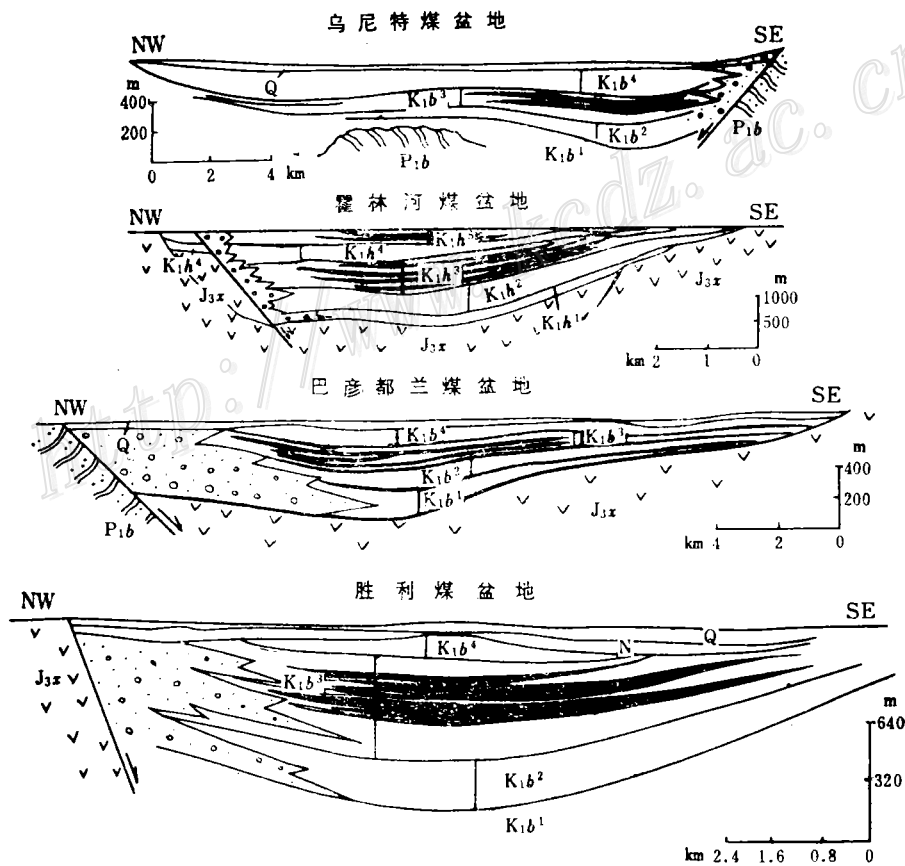 乌尼特煤盆地
NW
SE
Q
K₁b³
K₁b⁴
m
400
200
K₁b²
K₁b¹
P₁b
P₁b
0 2 4 km
霍林河煤盆地
NW
SE
K₁h⁵
K₁h⁴
K₁h⁴
K₁h³
J₃x
J₃x
K₁h²
K₁h¹
J₃x
m
1000
500
km 2 1 0
巴彦都兰煤盆地
NW
SE
Q
K₁b⁴
K₁b³
K₁b²
K₁b¹
m
400
200
P₁b
J₃x
km 4 2 0
胜利煤盆地
NW
SE
Q
N
K₁b⁴
J₃x
K₁b³
m
640
320
K₁b²
K₁b¹
km 2.4 1.6 0.8 0